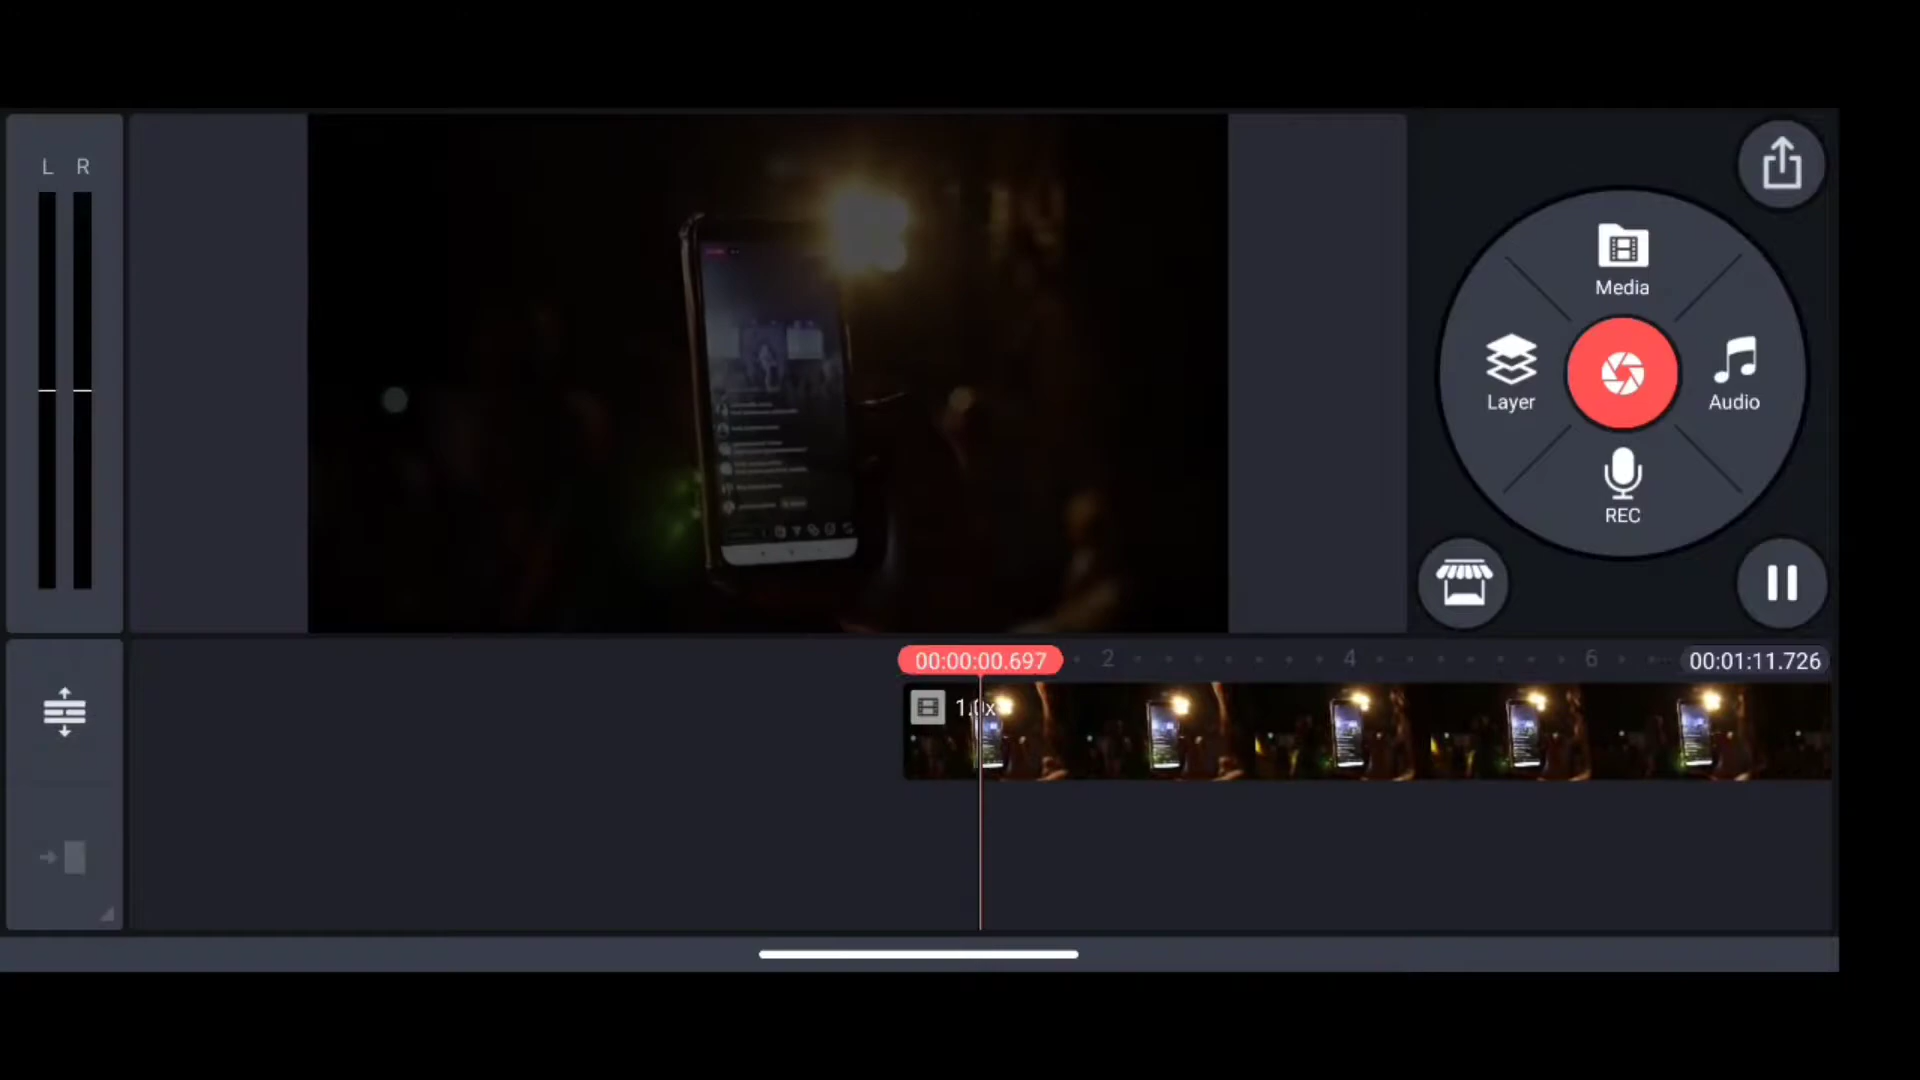 L R
Media
Layer
Audio
REC
00:00:00.697
2
4
6
00:01:11.726
1.0x